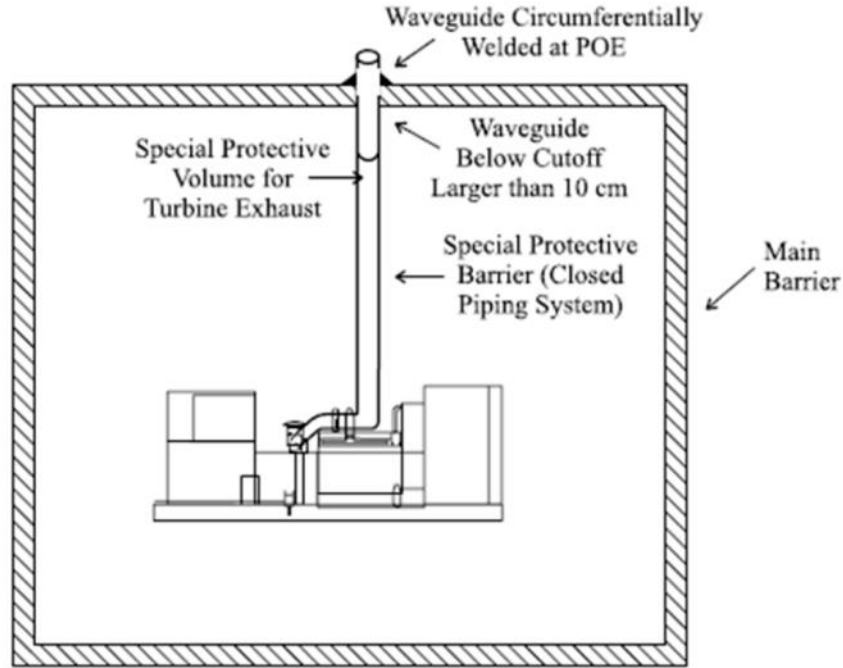 Waveguide Circumferentially
Welded at POE
Waveguide
Below Cutoff
Larger than 10 cm
Special Protective
Volume for
Turbine Exhaust
Special Protective
Barrier (Closed
Piping System)
Main
Barrier